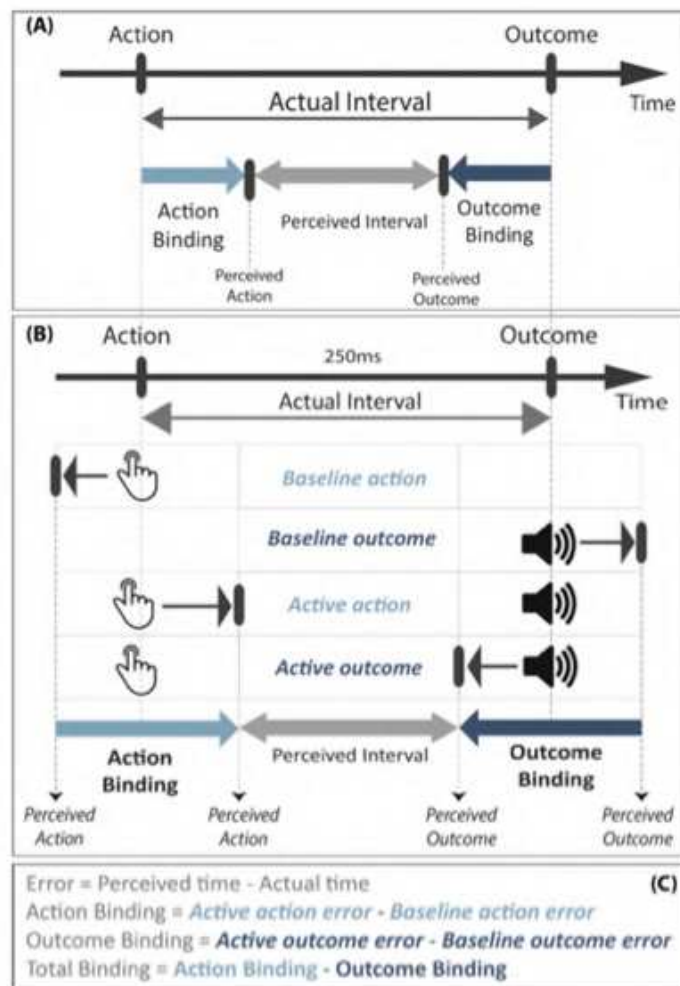 (A)
Action
Outcome
Time
Actual Interval
Action
Binding
Perceived Interval
Outcome
Binding
Perceived
Action
Perceived
Outcome
(B)
Action
Outcome
250ms
Time
Actual Interval
Baseline action
Baseline outcome
Active action
Active outcome
Action
Binding
Perceived Interval
Outcome
Binding
Perceived
Action
Perceived
Action
Perceived
Outcome
Perceived
Outcome
(C)
Error = Perceived time - Actual time
Action Binding = Active action error - Baseline action error
Outcome Binding = Active outcome error - Baseline outcome error
Total Binding = Action Binding - Outcome Binding